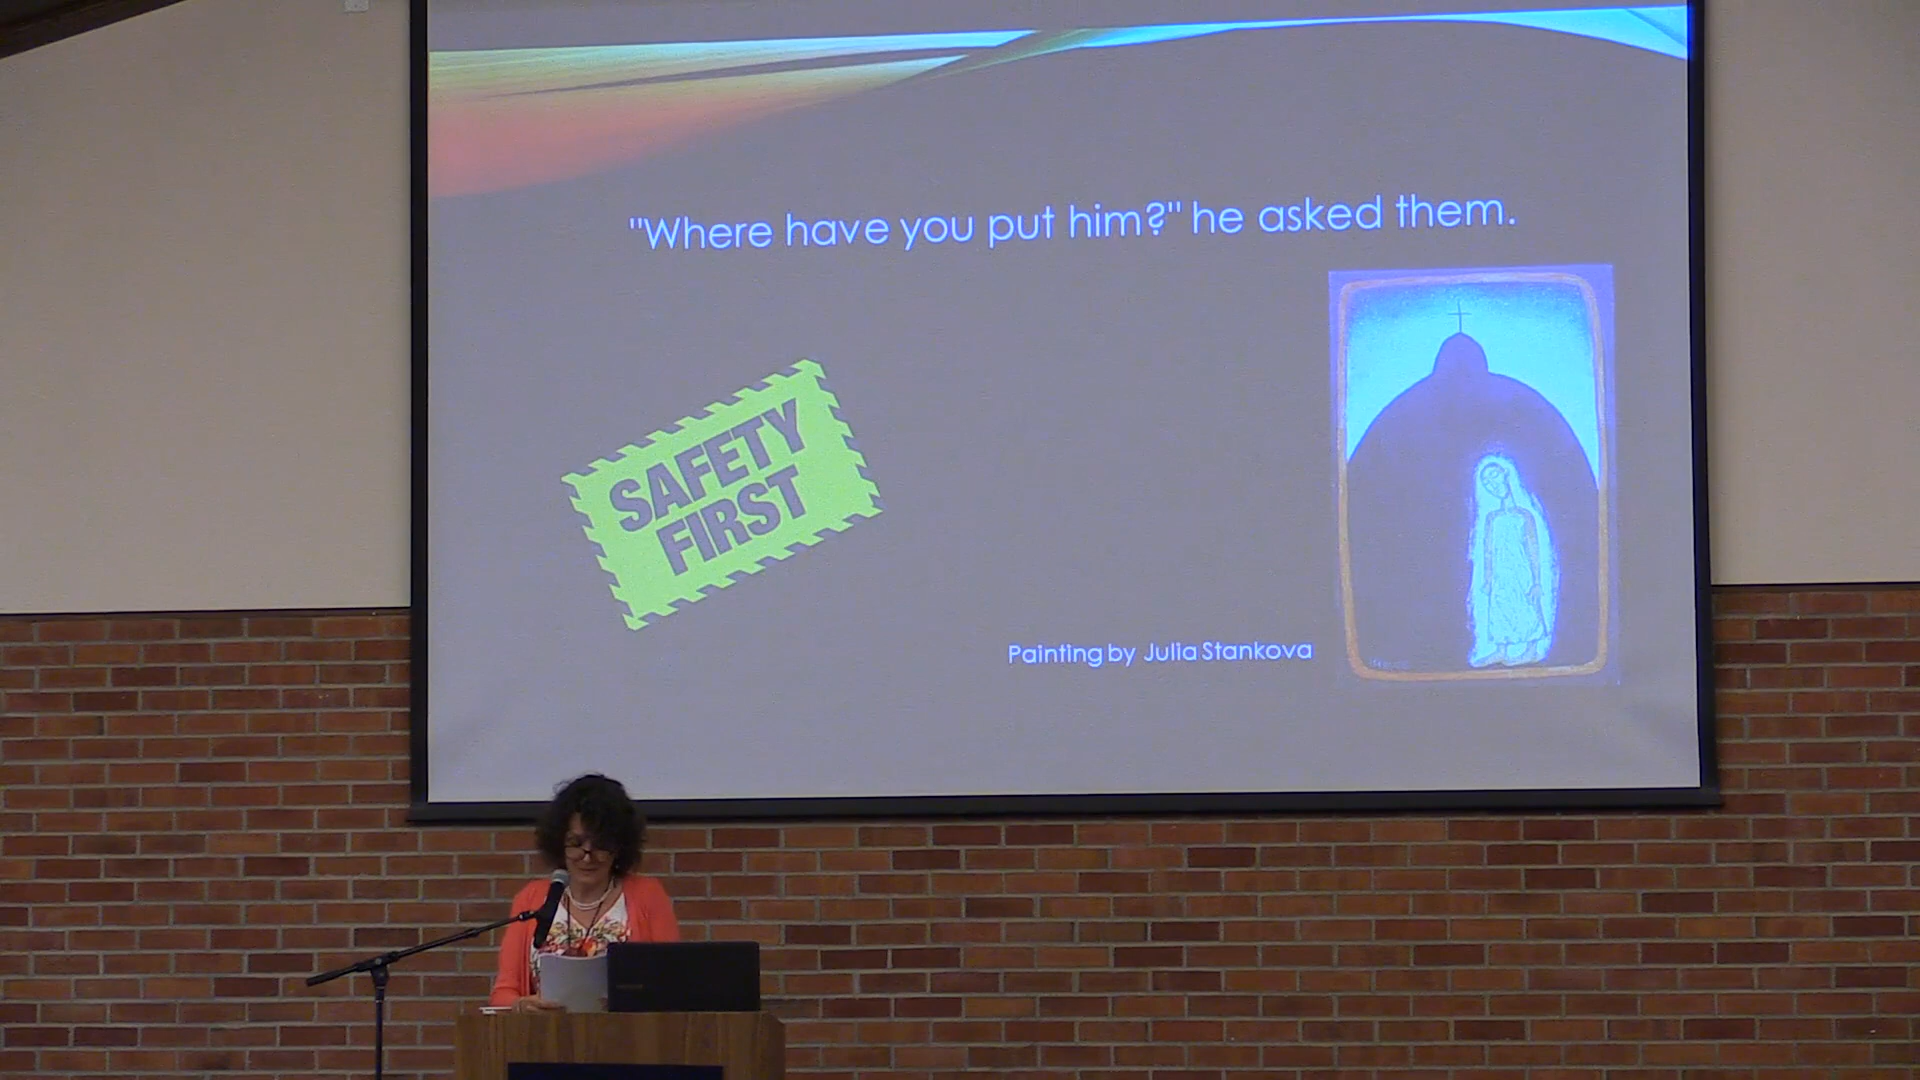 "Where have you put him?" he asked them.
SAFETY
FIRST
Painting by Julia Stankova